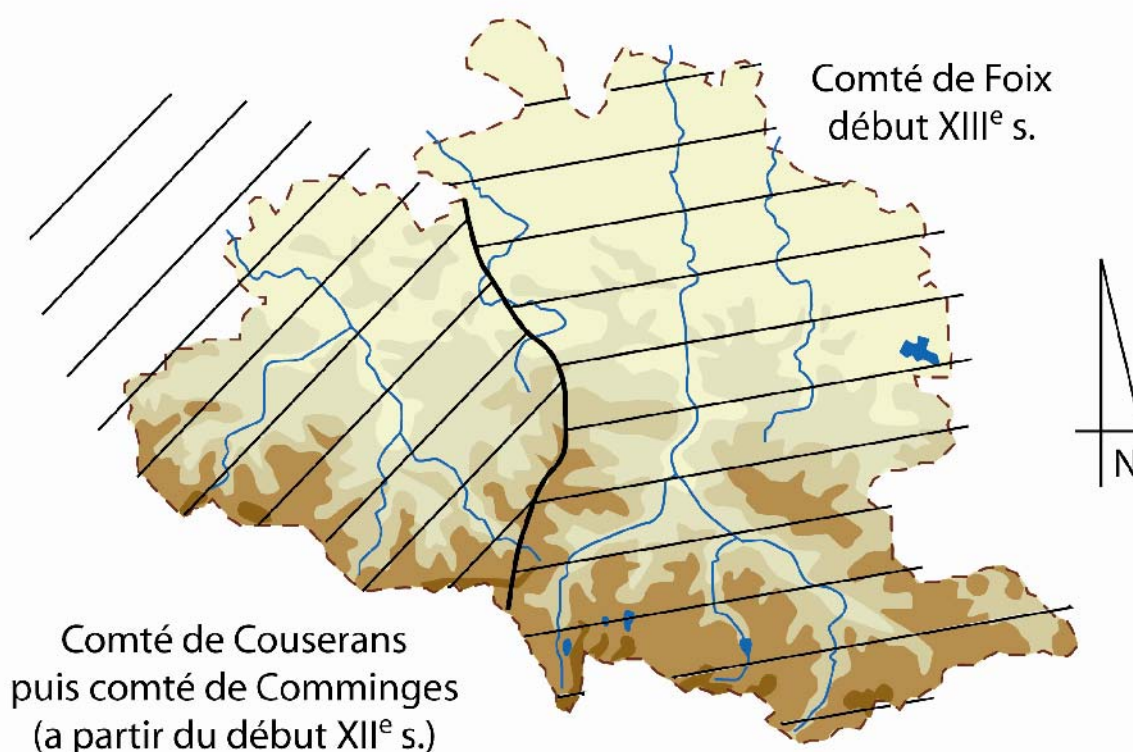 Comté de Foix
début XIIIᵉ s.
N
Comté de Couserans
puis comté de Comminges
(a partir du début XIIᵉ s.)